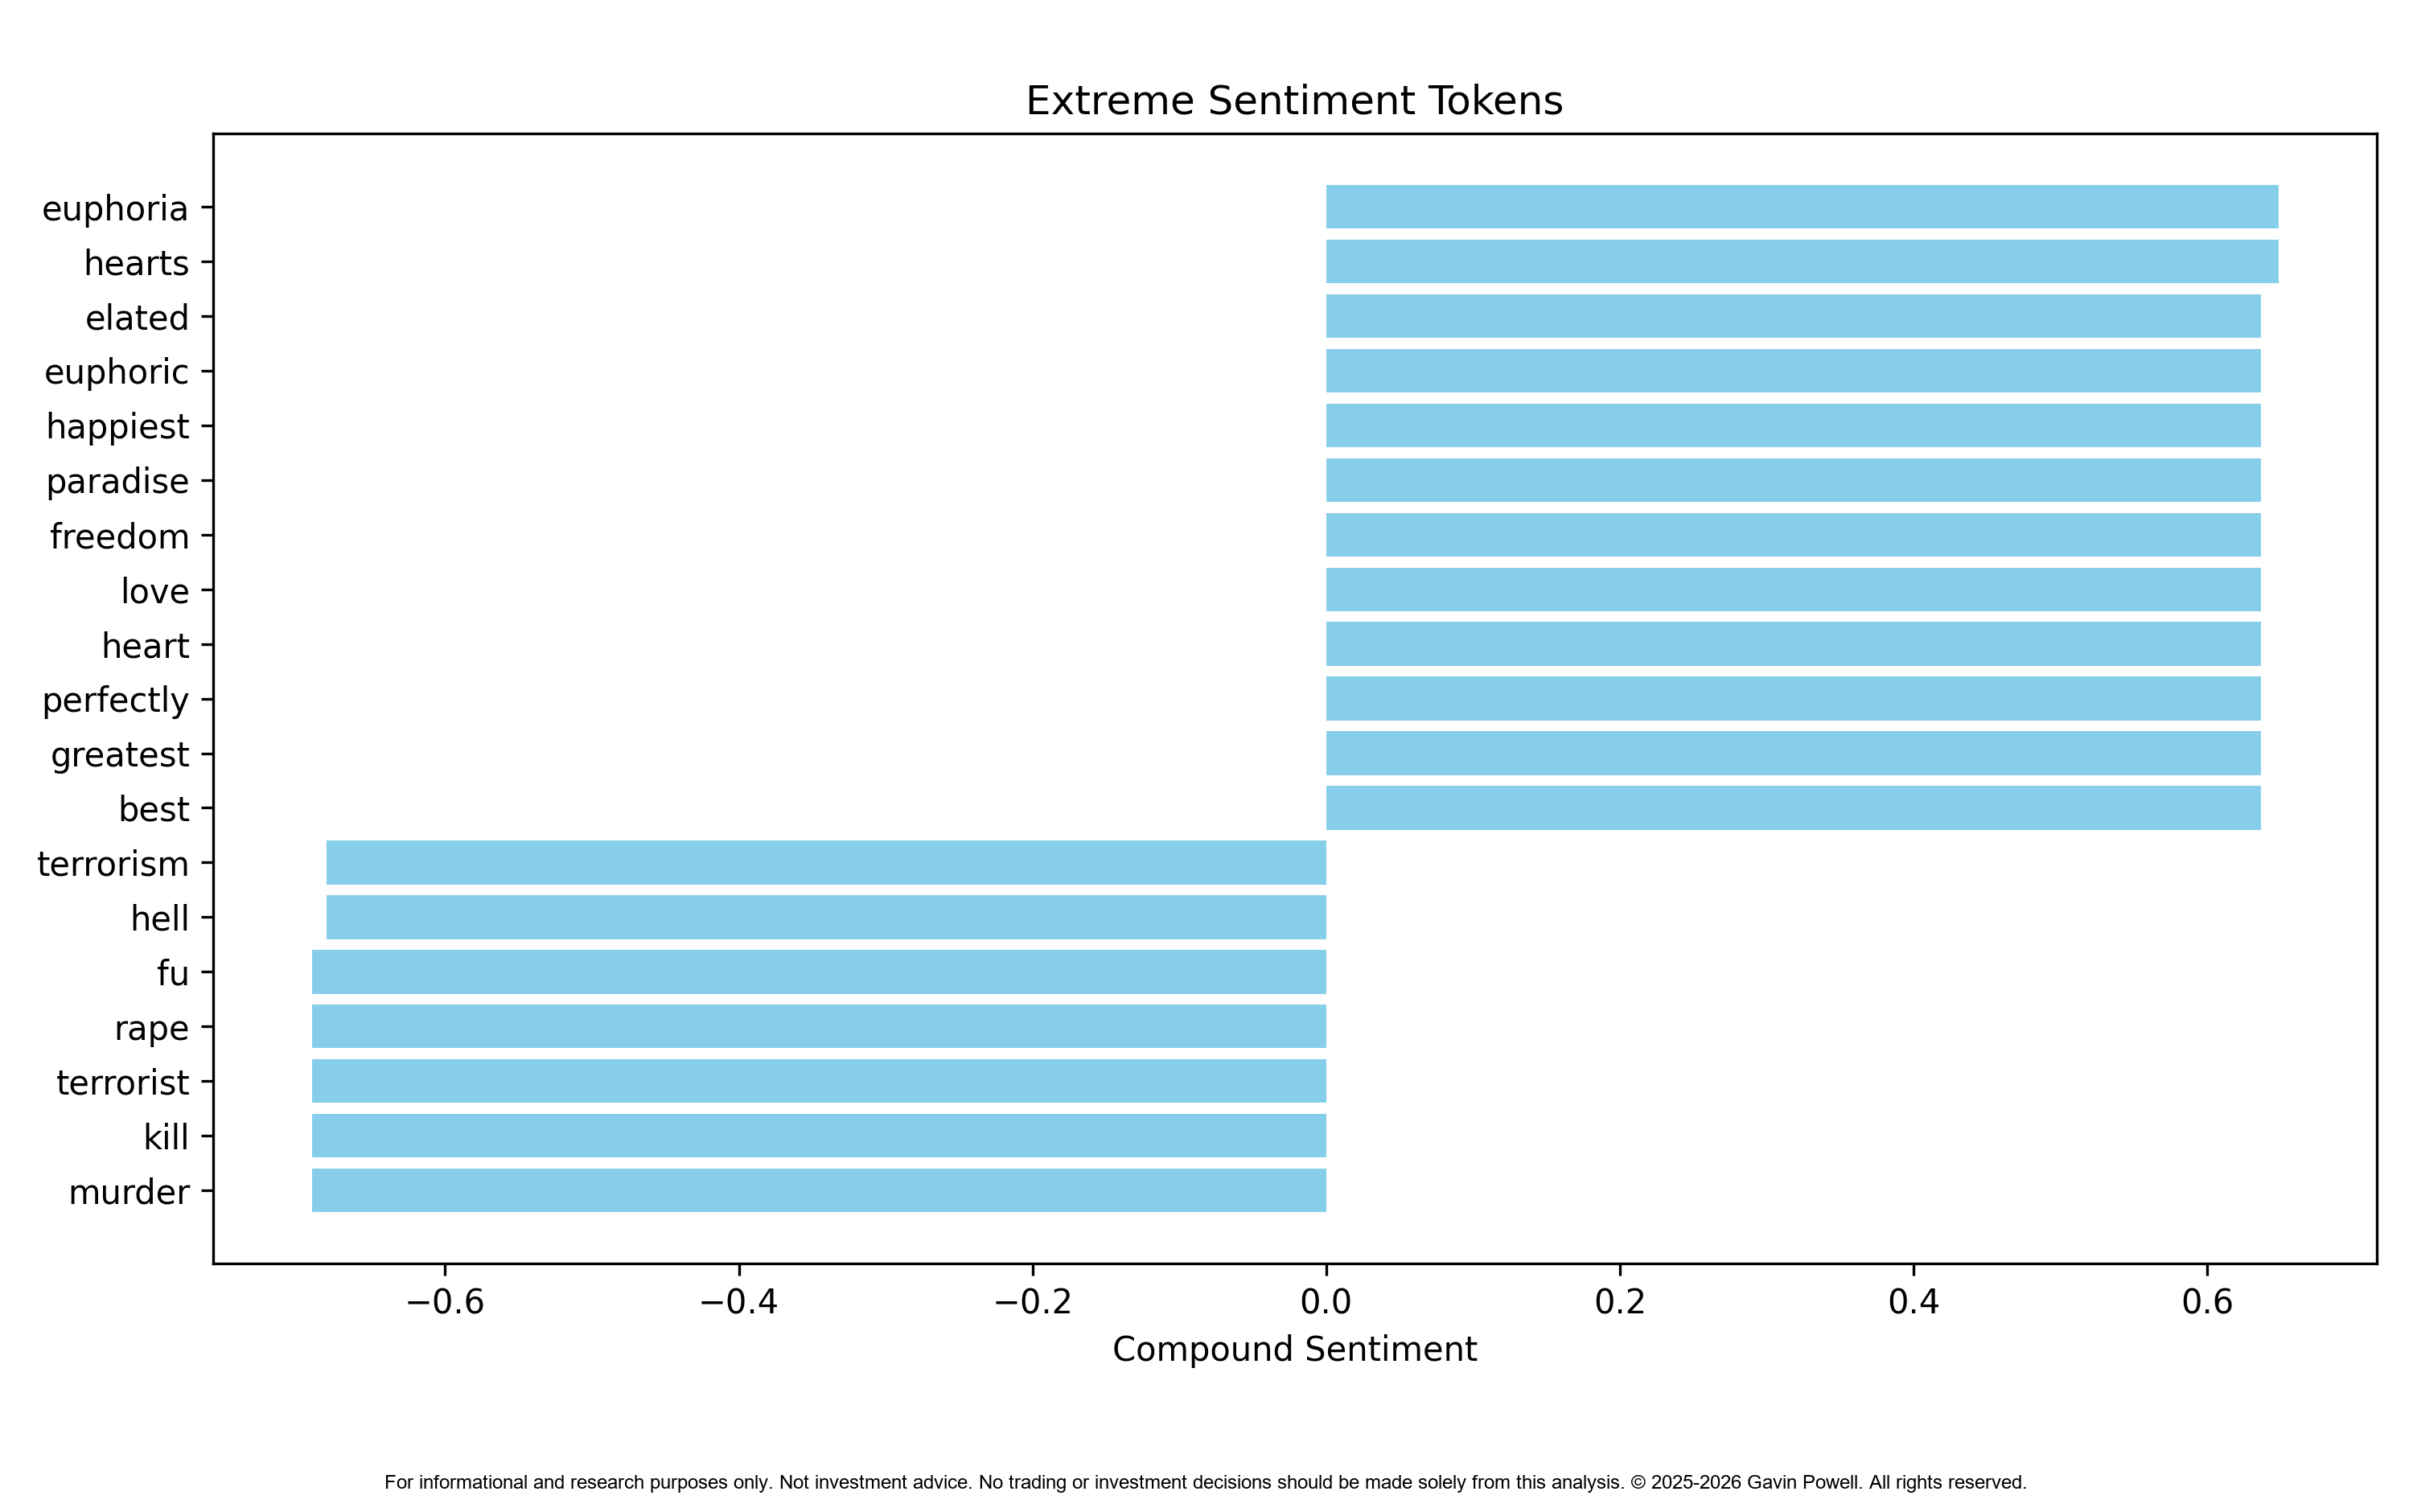 Extreme Sentiment Tokens
euphoria
hearts
elated
euphoric
happiest
paradise
freedom
love
heart
perfectly
greatest
best
terrorism
hell
fu
rape
terrorist
kill
murder
−0.6 −0.4 −0.2 0.0 0.2 0.4 0.6
Compound Sentiment
For informational and research purposes only. Not investment advice. No trading or investment decisions should be made solely from this analysis. © 2025-2026 Gavin Powell. All rights reserved.